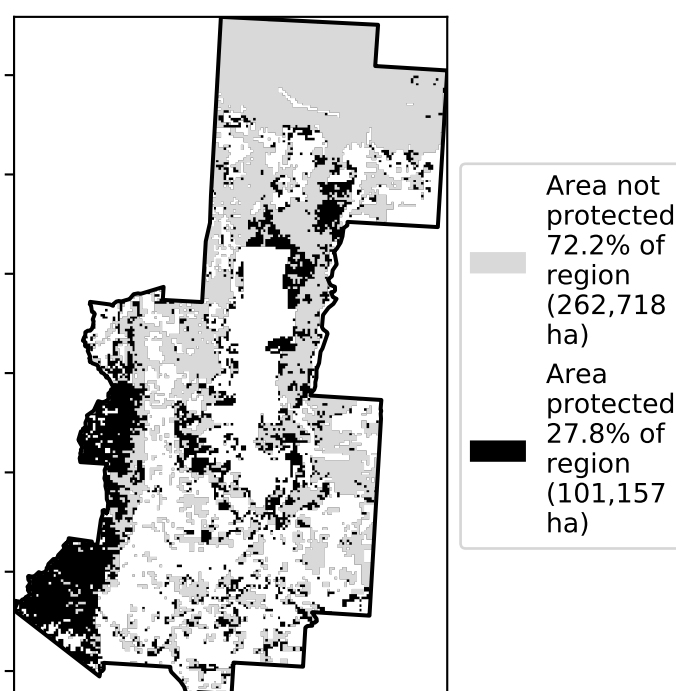 Area not
protected
72.2% of
region
(262,718
ha)
Area
protected
27.8% of
region
(101,157
ha)